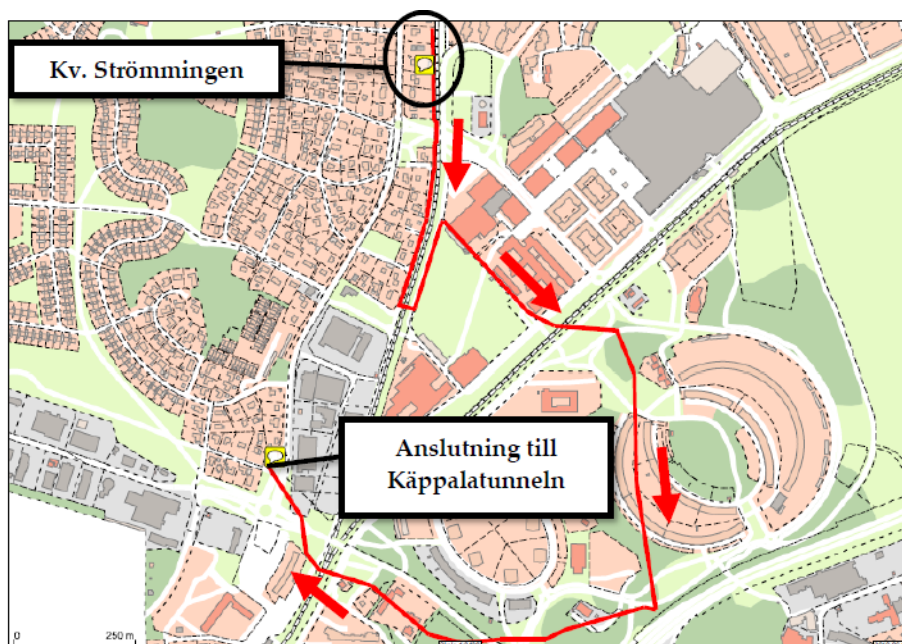 Kv. Strömmingen
Anslutning till
Käppalatunneln
0
250 m